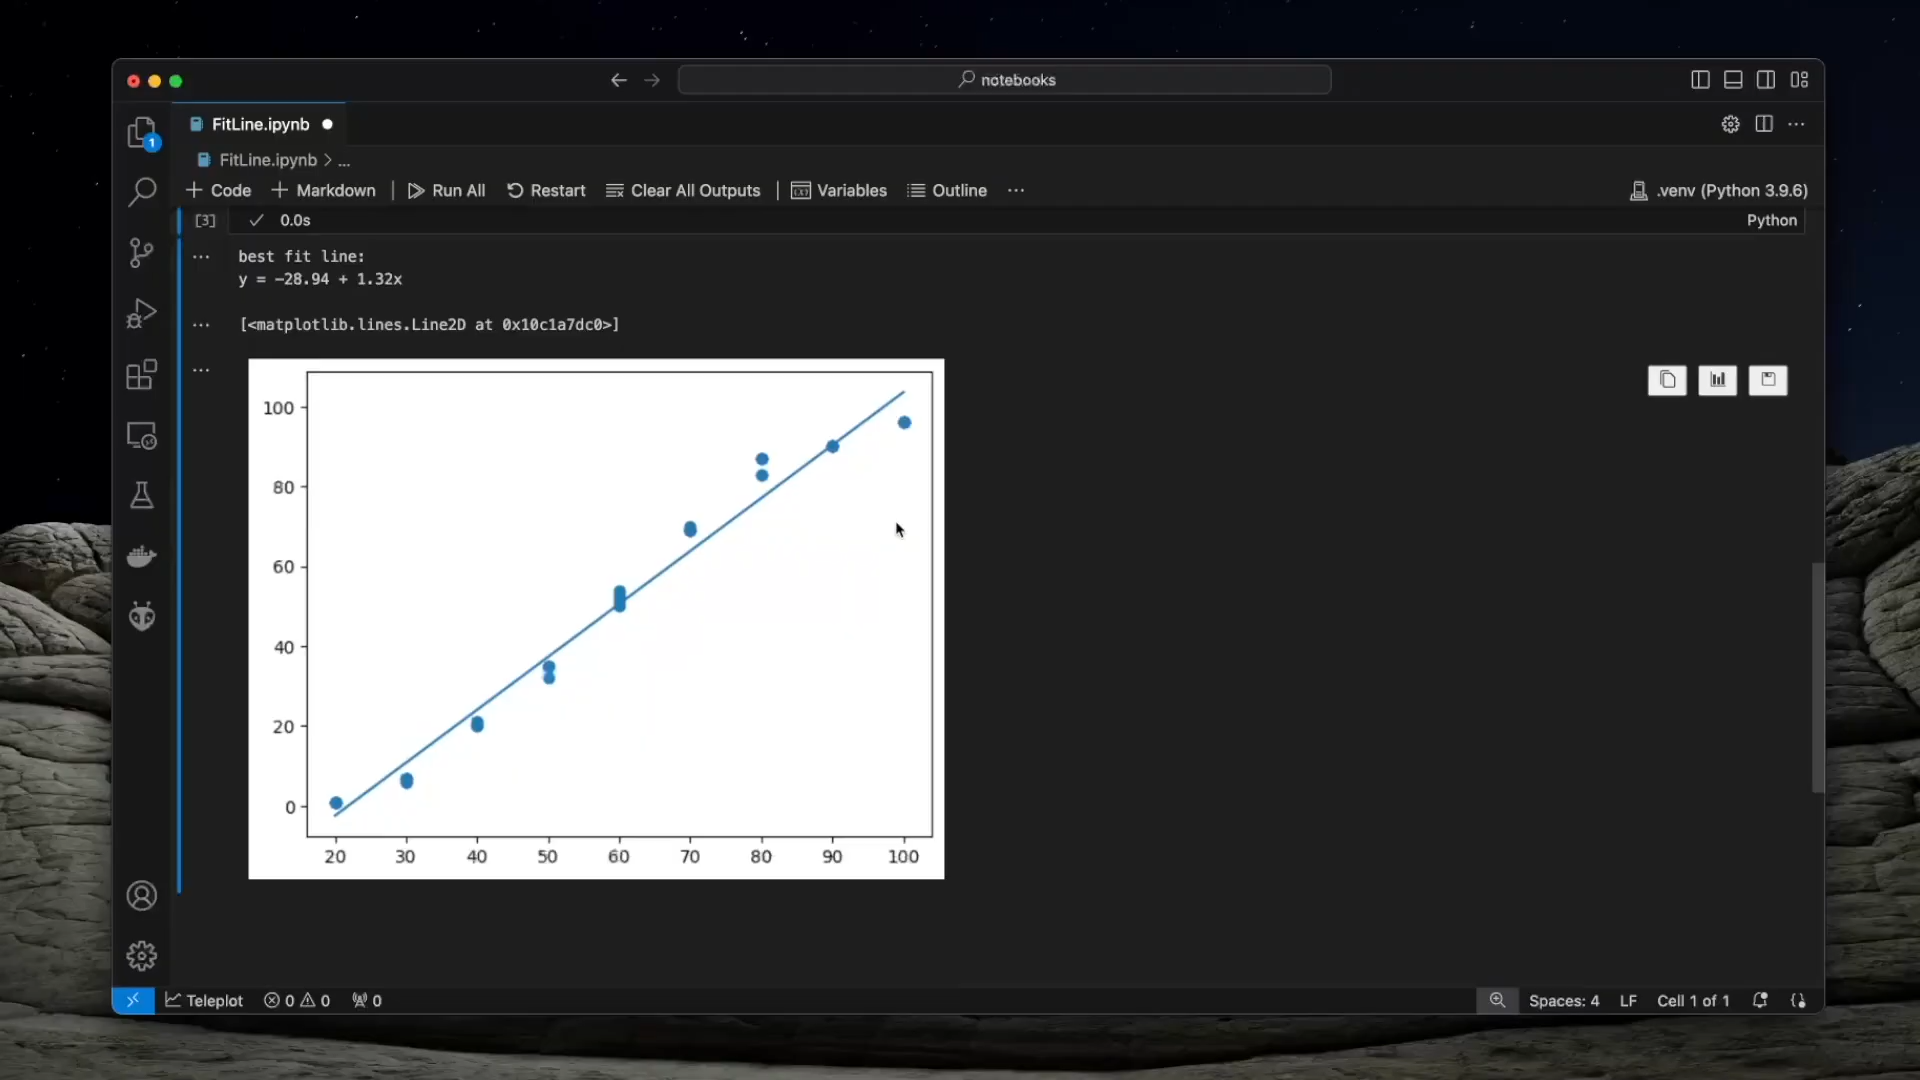 notebooks
FitLine.ipynb
1
FitLine.ipynb > ...
+ Code + Markdown | Run All Restart Clear All Outputs | Variables Outline ... .venv (Python 3.9.6)
[3] ✓ 0.0s Python
best fit line:
y = -28.94 + 1.32x
[<matplotlib.lines.Line2D at 0x10c1a7dc0>]
100
80
60
40
20
0
20 30 40 50 60 70 80 90 100
Teleplot 0 0 0 Spaces: 4 LF Cell 1 of 1